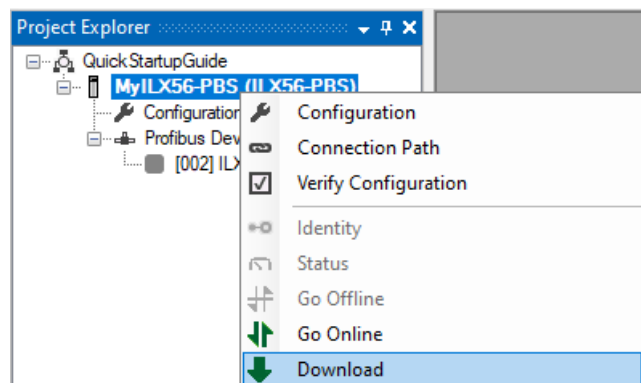 Project Explorer
QuickStartupGuide
MyILX56-PBS (ILX56-PBS)
Configuration
Profibus Dev
[002] ILX
Configuration
Connection Path
Verify Configuration
Identity
Status
Go Offline
Go Online
Download